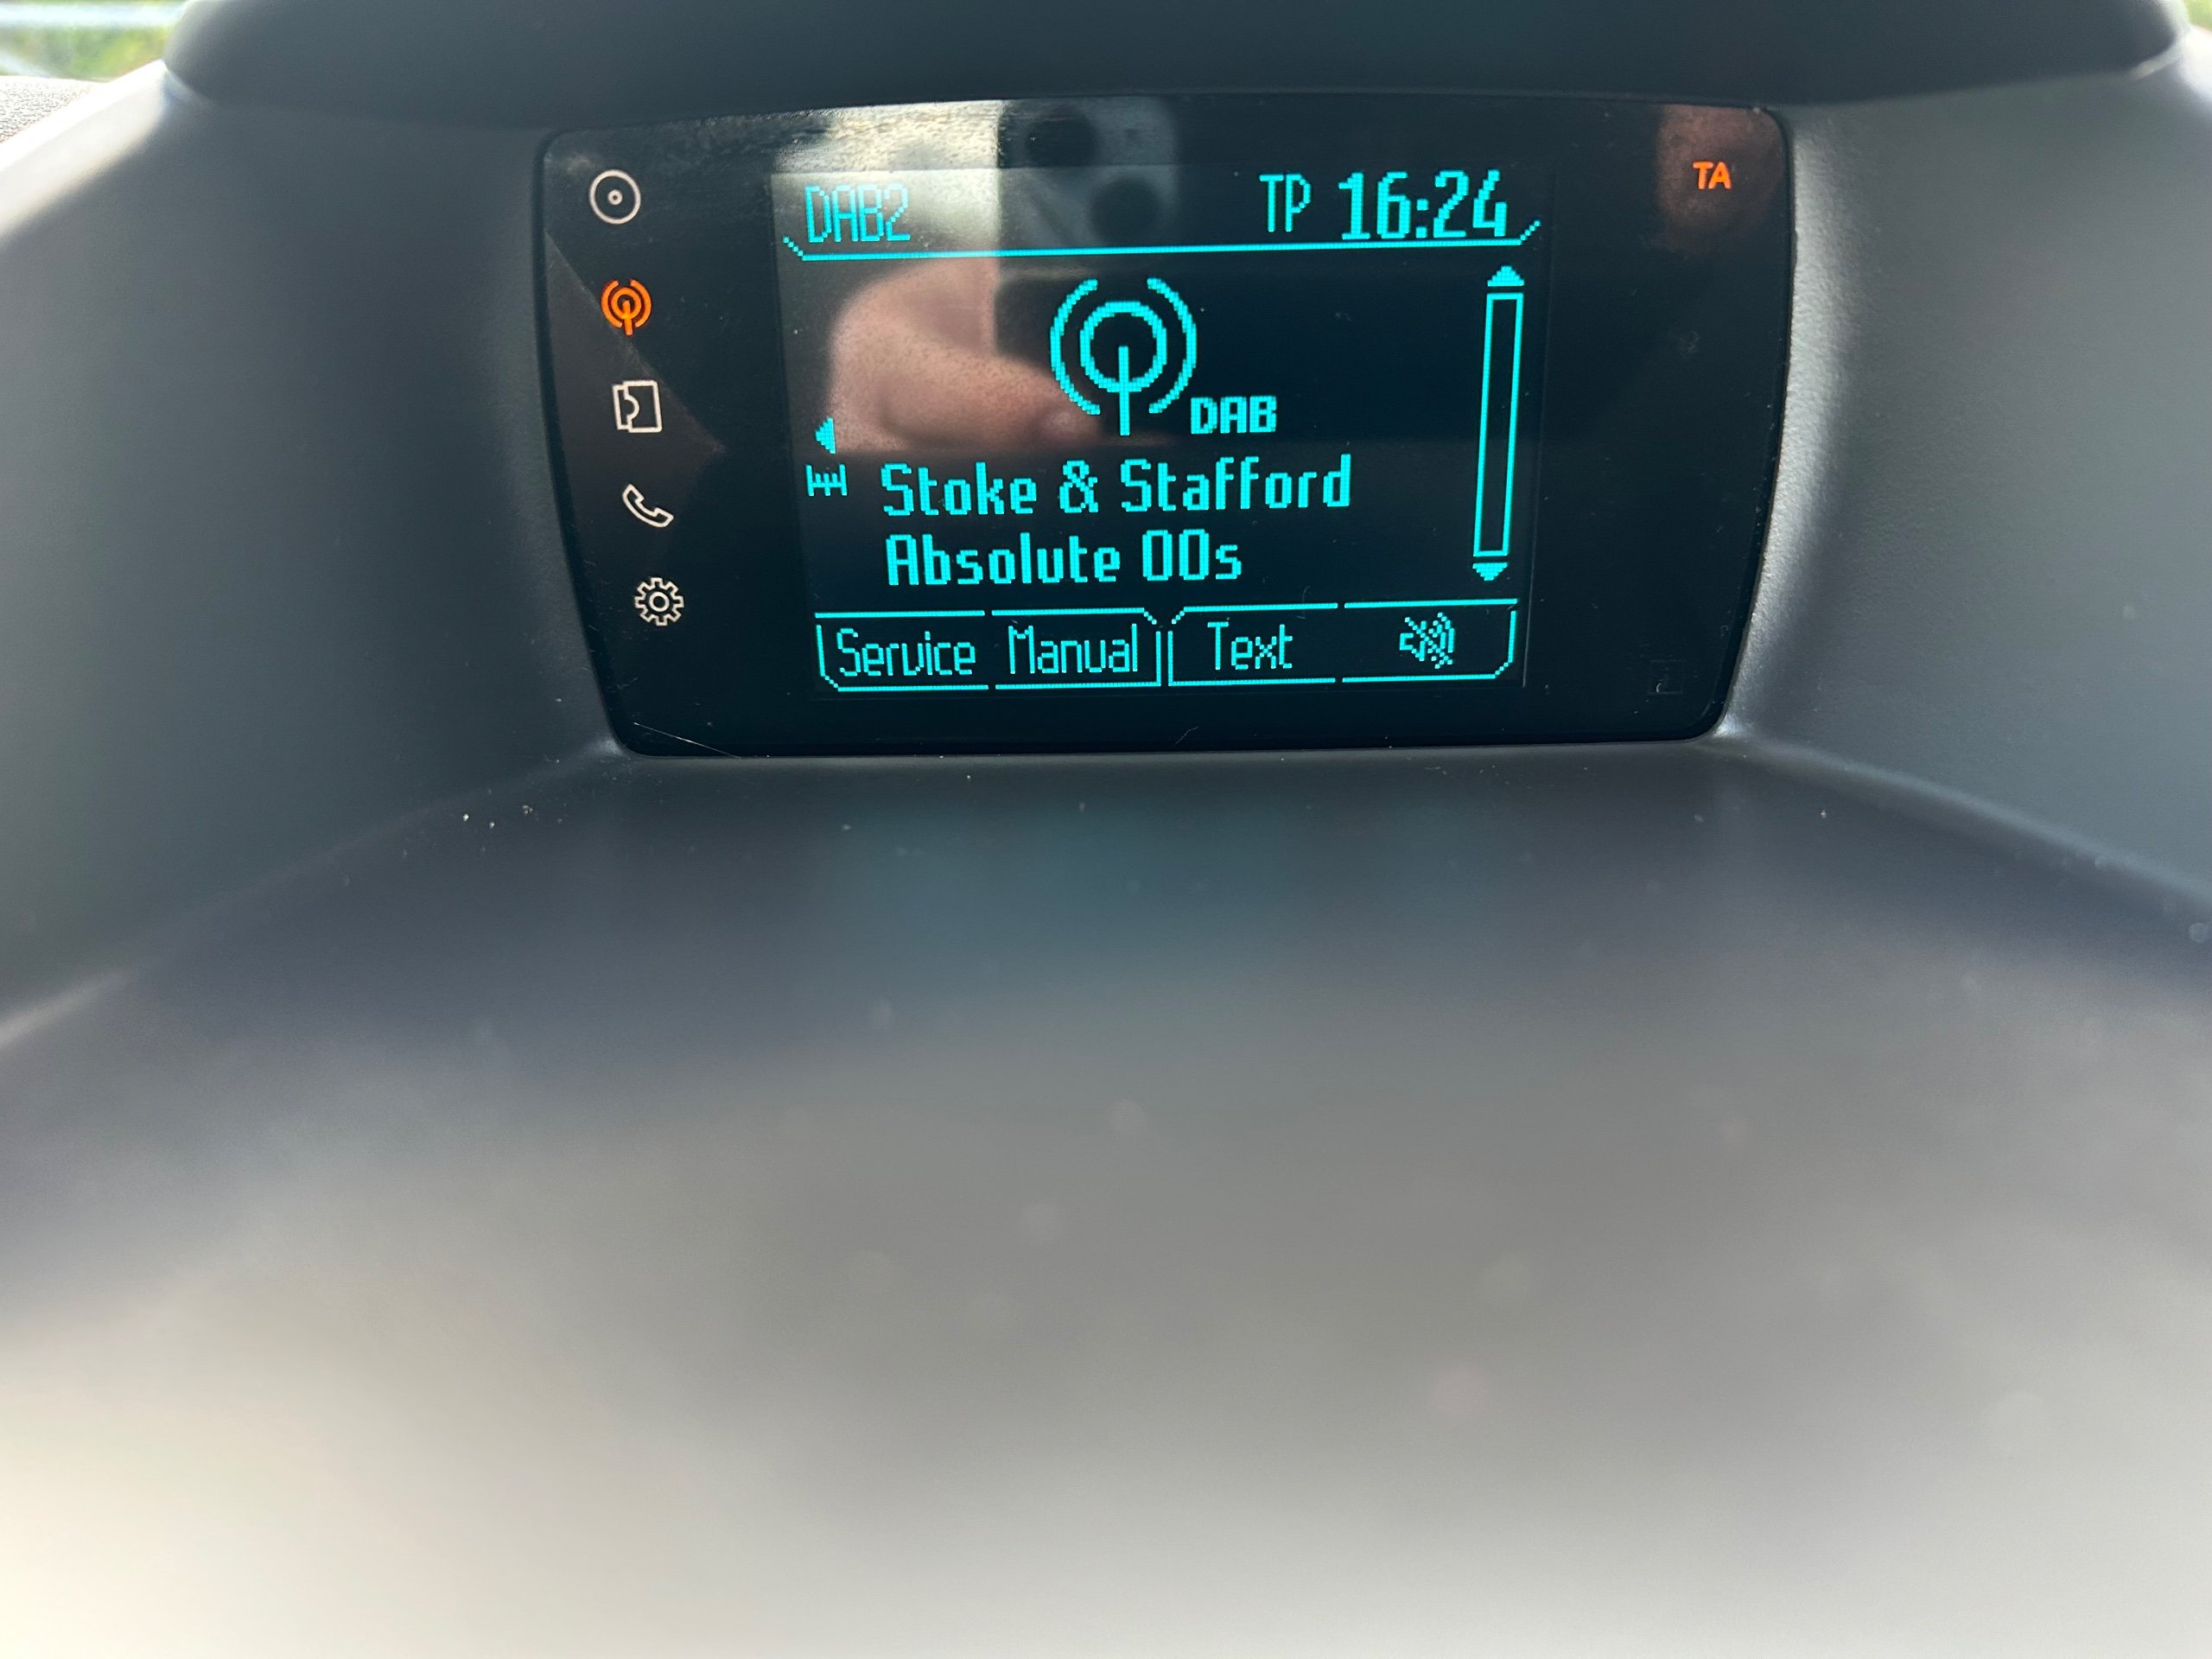 DAB2 TP 16:24 TA
DAB
Stoke & Stafford
Absolute 00s
Service Manual Text